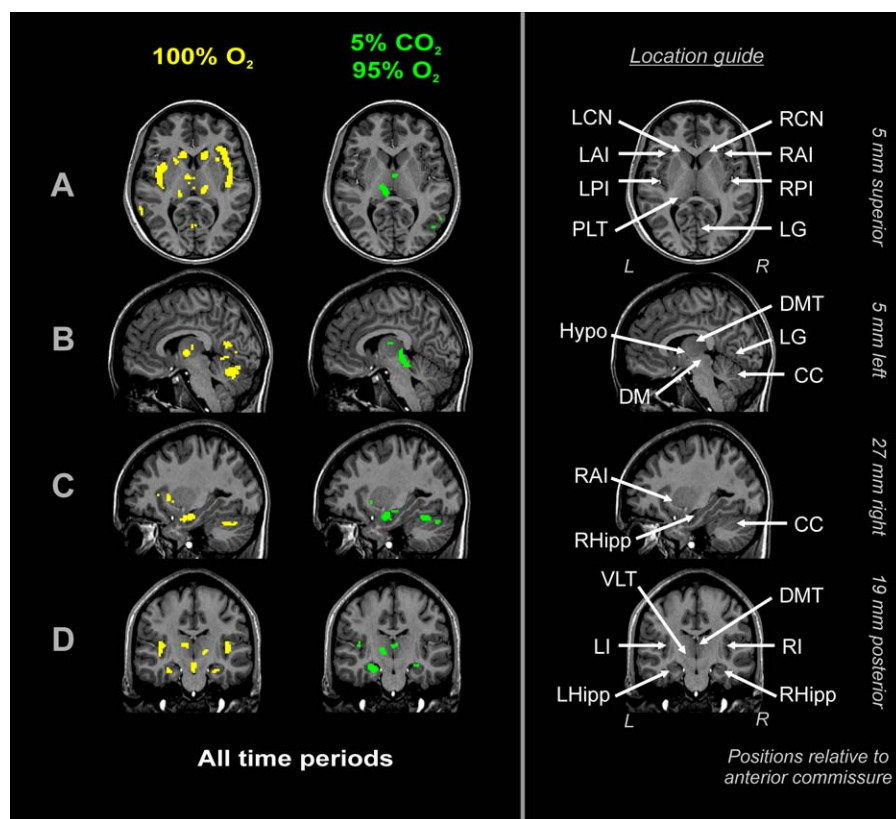 100% O₂
5% CO₂
95% O₂
Location guide
A
LCN
RCN
LAI
RAI
LPI
RPI
PLT
LG
L
R
5 mm superior
B
DMT
Hypo
LG
CC
DM
5 mm left
C
RAI
CC
RHipp
27 mm right
D
VLT
DMT
LI
RI
LHipp
RHipp
L
R
19 mm posterior
All time periods
Positions relative to
anterior commissure